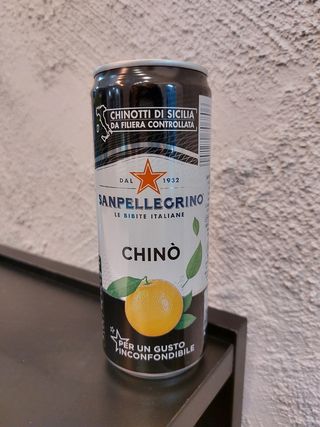 CHINOTTI DI SICILIA
DA FILIERA CONTROLLATA
DAL 1932
SANPELLEGRINO
LE BIBITE ITALIANE
CHINÒ
PER UN GUSTO
INCONFONDIBILE